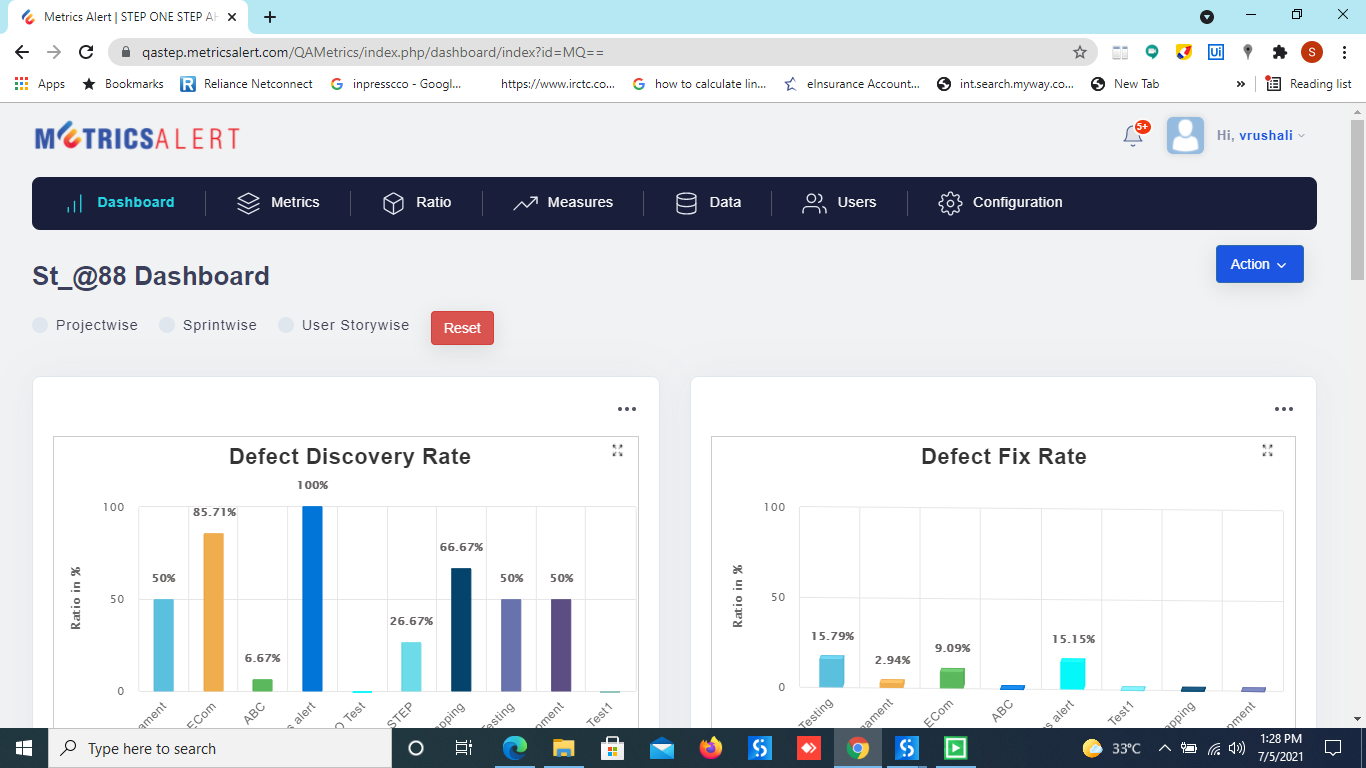 Metrics Alert | STEP ONE STEP AH
qastep.metricsalert.com/QAMetrics/index.php/dashboard/index?id=MQ==
S
Apps Bookmarks Reliance Netconnect inpresscco - Googl... https://www.irctc.co... how to calculate lin... eInsurance Account... int.search.myway.co... New Tab » Reading list
METRICSALERT
5+
Hi, vrushali
Dashboard Metrics Ratio Measures Data Users Configuration
St_@88 Dashboard
Action
Projectwise Sprintwise User Storywise Reset
Defect Discovery Rate
100%
100
85.71%
66.67%
50% 50% 50%
50
26.67%
6.67%
0
Ratio in %
ament ECom ABC s alert O Test STEP pping esting pment Test1
Defect Fix Rate
100
50
15.79% 2.94% 9.09% 15.15%
0
Ratio in %
Testing nament ECom ABC s alert Test1 apping pment
Type here to search
33°C
1:28 PM
7/5/2021